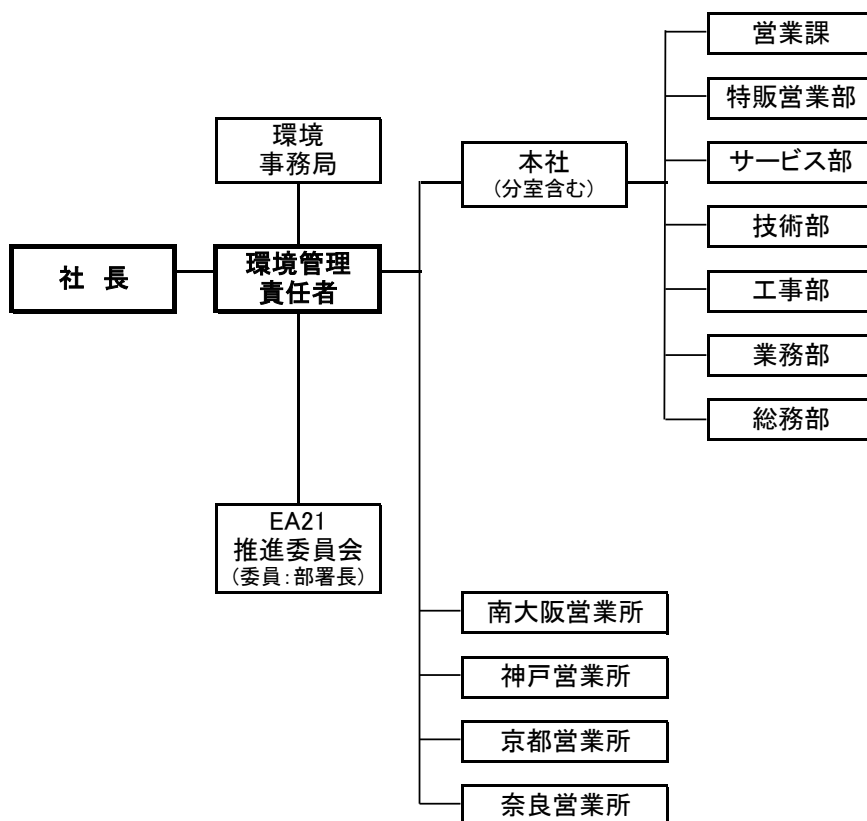 営業課
特販営業部
環境
事務局
本社
（分室含む）
サービス部
技術部
社　長
環境管理
責任者
工事部
業務部
総務部
EA21
推進委員会
（委員：部署長）
南大阪営業所
神戸営業所
京都営業所
奈良営業所